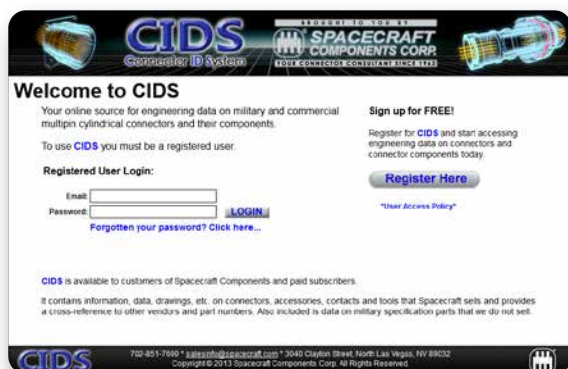 CIDS
Connector ID System
BROUGHT TO YOU BY
SPACECRAFT
COMPONENTS CORP.
YOUR CONNECTOR CONSULTANT SINCE 1962
Welcome to CIDS
Your online source for engineering data on military and commercial
multipin cylindrical connectors and their components.
To use CIDS you must be a registered user.
Registered User Login:
Email:
Password:
LOGIN
Forgotten your password? Click here...
Sign up for FREE!
Register for CIDS and start accessing
engineering data on connectors and
connector components today.
Register Here
*User Access Policy*
CIDS is available to customers of Spacecraft Components and paid subscribers.
It contains information, data, drawings, etc. on connectors, accessories, contacts and tools that Spacecraft sells and provides
a cross-reference to other vendors and part numbers. Also included is data on military specification parts that we do not sell.
CIDS
702-851-7600 * salesinfo@spacecraft.com * 3040 Clayton Street, North Las Vegas, NV 89032
Copyright© 2013 Spacecraft Components Corp. All Rights Reserved.